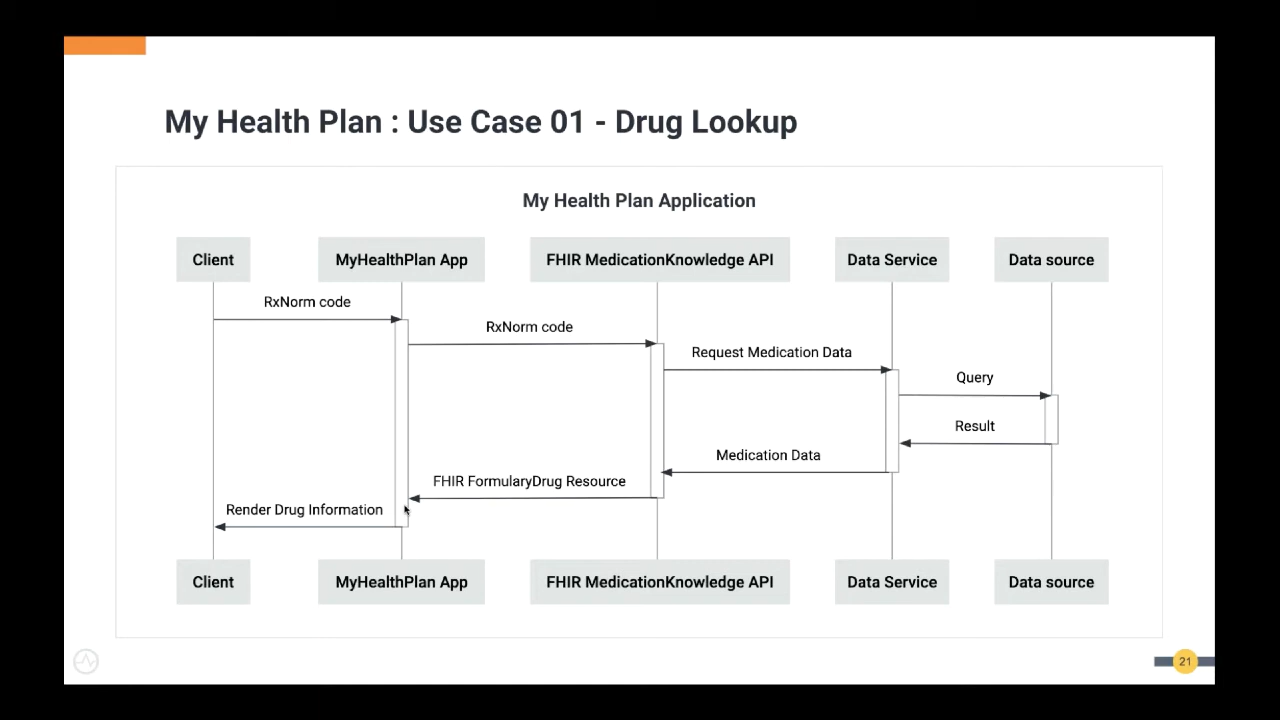 My Health Plan : Use Case 01 - Drug Lookup
My Health Plan Application
Client
MyHealthPlan App
FHIR MedicationKnowledge API
Data Service
Data source
RxNorm code
RxNorm code
Request Medication Data
Query
Result
Medication Data
FHIR FormularyDrug Resource
Render Drug Information
Client
MyHealthPlan App
FHIR MedicationKnowledge API
Data Service
Data source
21